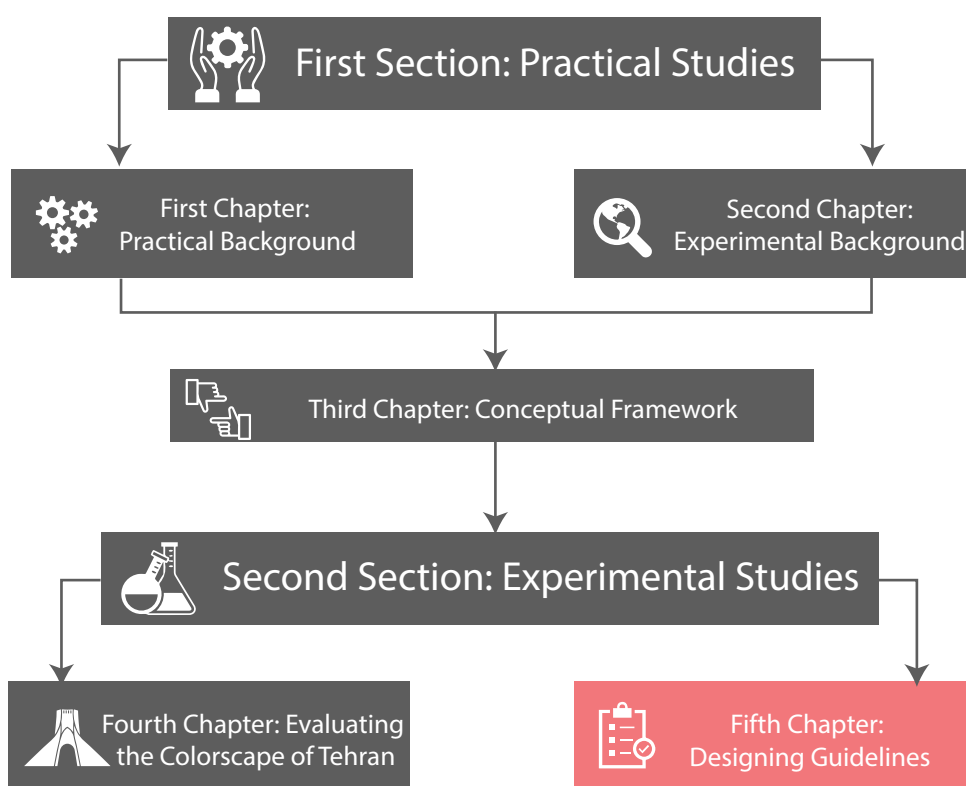 First Section: Practical Studies
First Chapter:
Practical Background
Second Chapter:
Experimental Background
Third Chapter: Conceptual Framework
Second Section: Experimental Studies
Fourth Chapter: Evaluating
the Colorscape of Tehran
Fifth Chapter:
Designing Guidelines